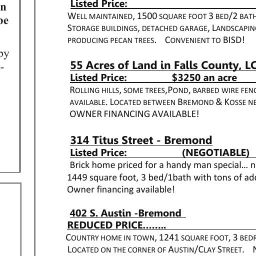 n
be
by
-
Listed Price:
Well maintained, 1500 square foot 3 bed/2 bath
Storage buildings, detached garage, Landscaping
producing pecan trees. Convenient to BISD!
55 Acres of Land in Falls County, LO
Listed Price: $3250 an acre
Rolling hills, some trees,Pond, barbed wire fenc
available. Located between Bremond & Kosse ne
OWNER FINANCING AVAILABLE!
314 Titus Street - Bremond
Listed Price: (NEGOTIABLE)
Brick home priced for a handy man special... n
1449 square foot, 3 bed/1bath with tons of add
Owner financing available!
402 S. Austin -Bremond
REDUCED PRICE........
Country home in town, 1241 square foot, 3 bedr
Located on the corner of Austin/Clay Street. N